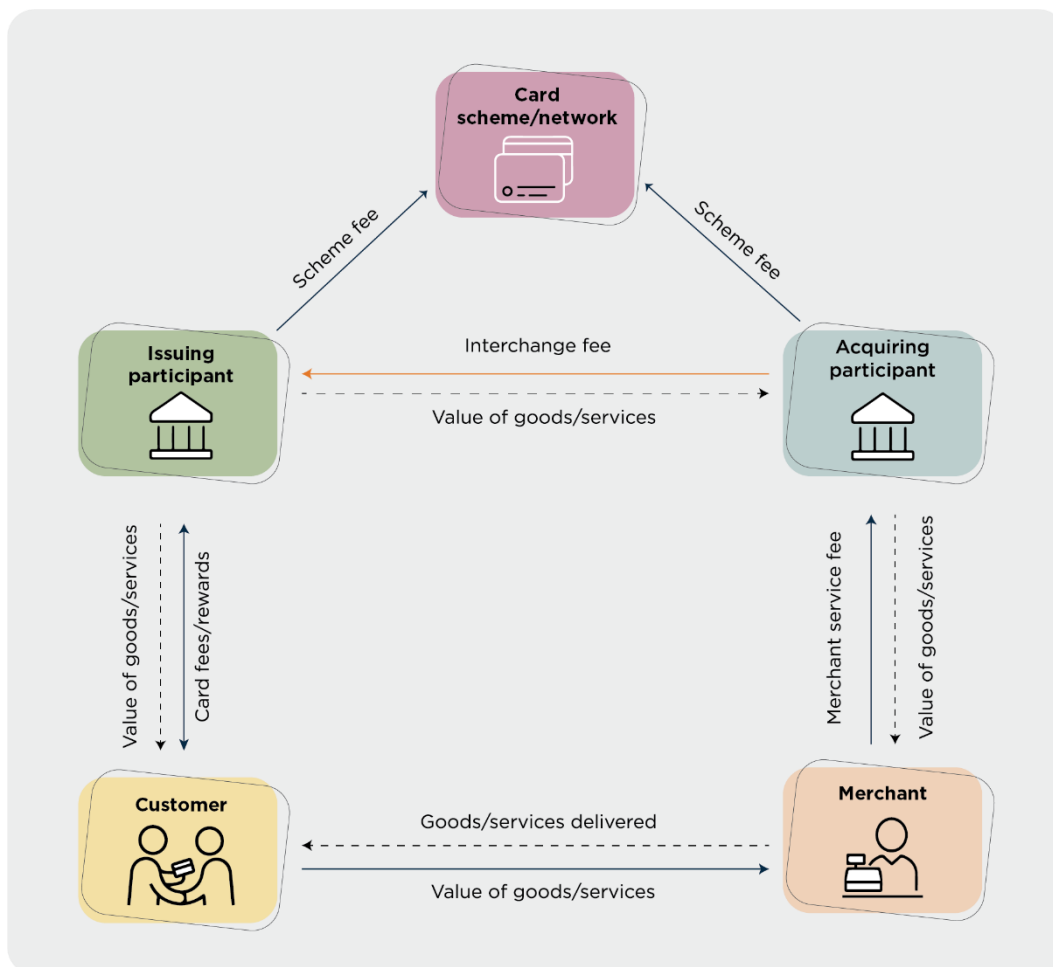 Card
scheme/network
Scheme fee
Scheme fee
Issuing
participant
Interchange fee
Value of goods/services
Acquiring
participant
Value of goods/services
Card fees/rewards
Merchant service fee
Value of goods/services
Customer
Goods/services delivered
Value of goods/services
Merchant